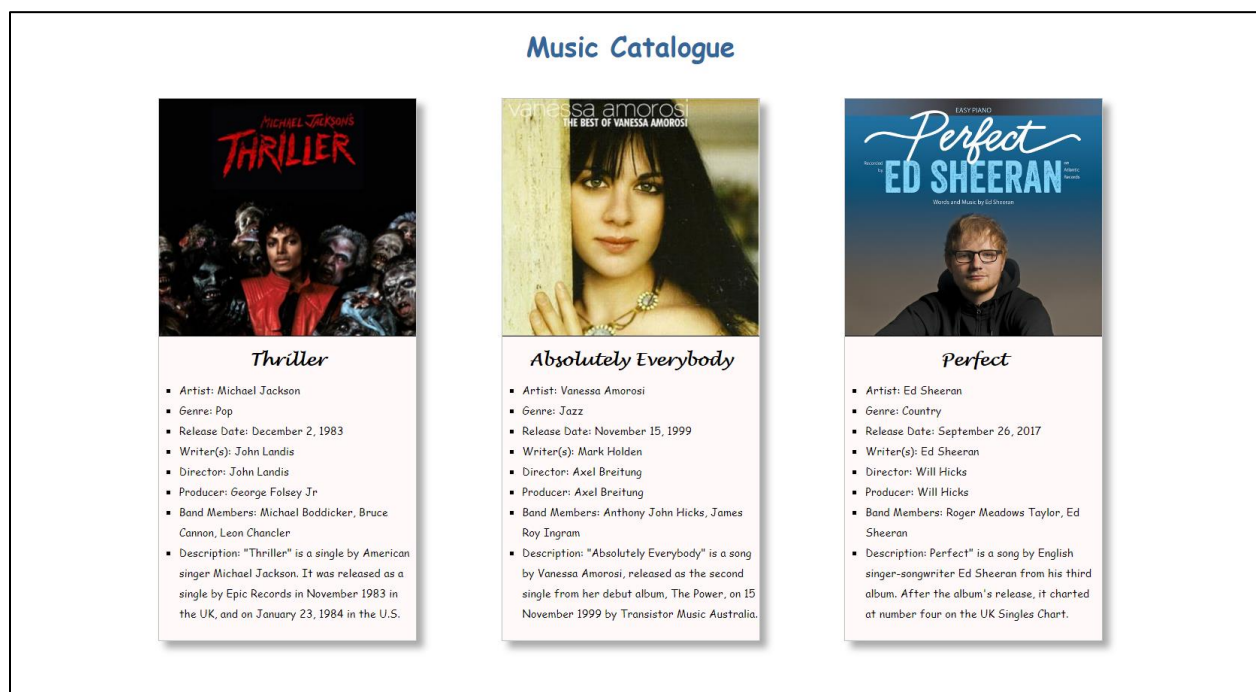 Music Catalogue
MICHAEL JACKSON'S
THRILLER
Thriller
Artist: Michael Jackson
Genre: Pop
Release Date: December 2, 1983
Writer(s): John Landis
Director: John Landis
Producer: George Folsey Jr
Band Members: Michael Boddicker, Bruce
Cannon, Leon Chancler
Description: "Thriller" is a single by American
singer Michael Jackson. It was released as a
single by Epic Records in November 1983 in
the UK, and on January 23, 1984 in the U.S.
vanessa amorosi
THE BEST OF VANESSA AMOROSI
Absolutely Everybody
Artist: Vanessa Amorosi
Genre: Jazz
Release Date: November 15, 1999
Writer(s): Mark Holden
Director: Axel Breitung
Producer: Axel Breitung
Band Members: Anthony John Hicks, James
Roy Ingram
Description: "Absolutely Everybody" is a song
by Vanessa Amorosi, released as the second
single from her debut album, The Power, on 15
November 1999 by Transistor Music Australia.
EASY PIANO
Perfect
Recorded
by
ED SHEERAN
on
Atlantic
Records
Words and Music by Ed Sheeran
Perfect
Artist: Ed Sheeran
Genre: Country
Release Date: September 26, 2017
Writer(s): Ed Sheeran
Director: Will Hicks
Producer: Will Hicks
Band Members: Roger Meadows Taylor, Ed
Sheeran
Description: Perfect" is a song by English
singer-songwriter Ed Sheeran from his third
album. After the album's release, it charted
at number four on the UK Singles Chart.